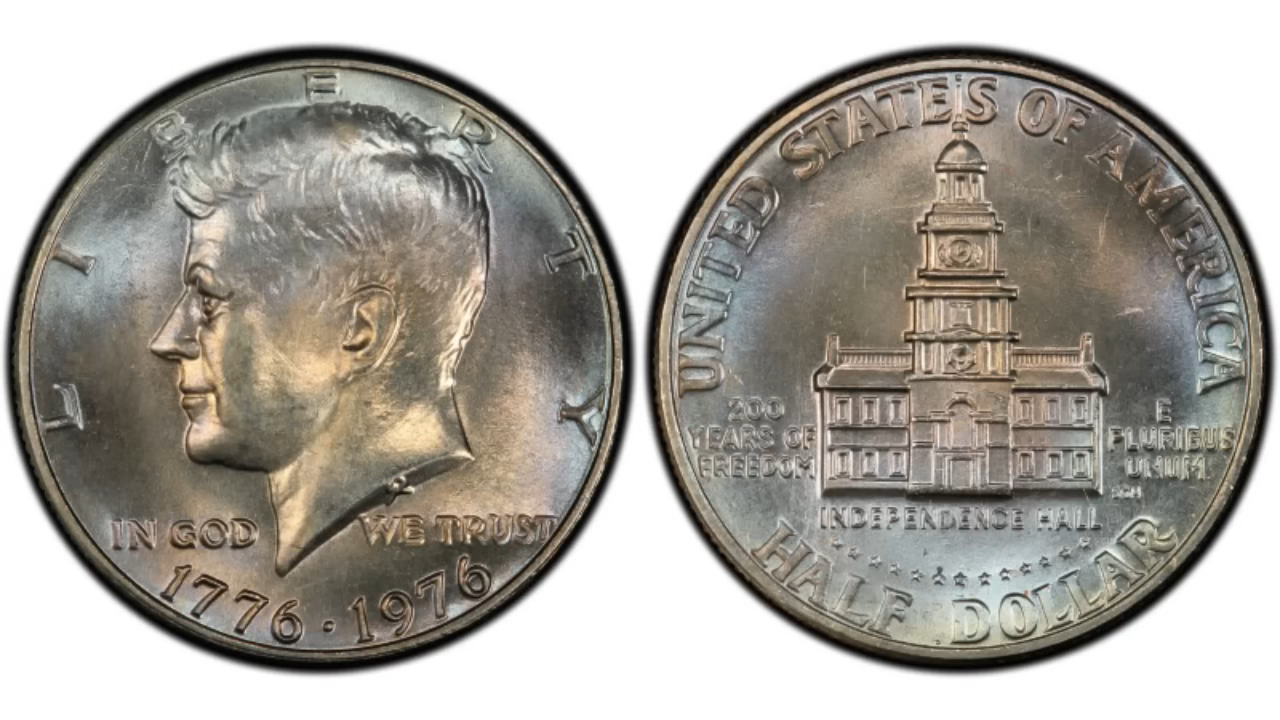 LIBERTY
IN GOD WE TRUST
1776 · 1976
UNITED STATES OF AMERICA
200
YEARS OF
FREEDOM
E
PLURIBUS
UNUM
INDEPENDENCE HALL
HALF DOLLAR